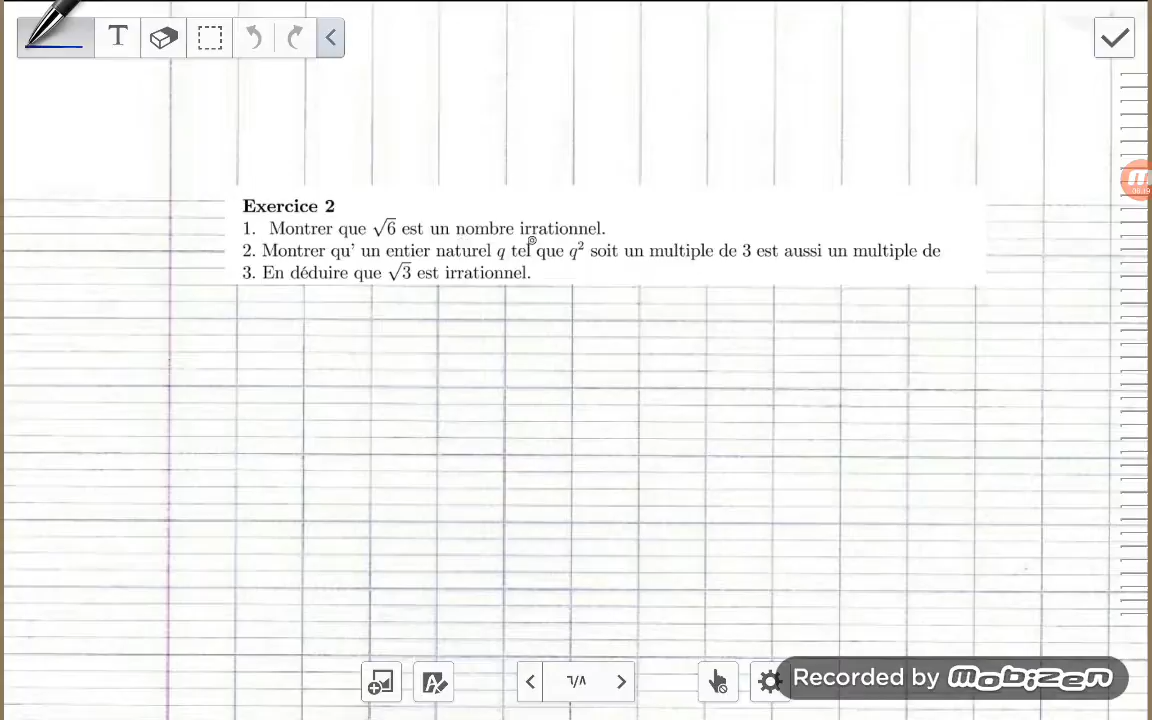 T
Exercice 2
1. Montrer que √6 est un nombre irrationnel.
2. Montrer qu' un entier naturel q tel que q² soit un multiple de 3 est aussi un multiple de
3. En déduire que √3 est irrationnel.
٦/٨
Recorded by mobizen